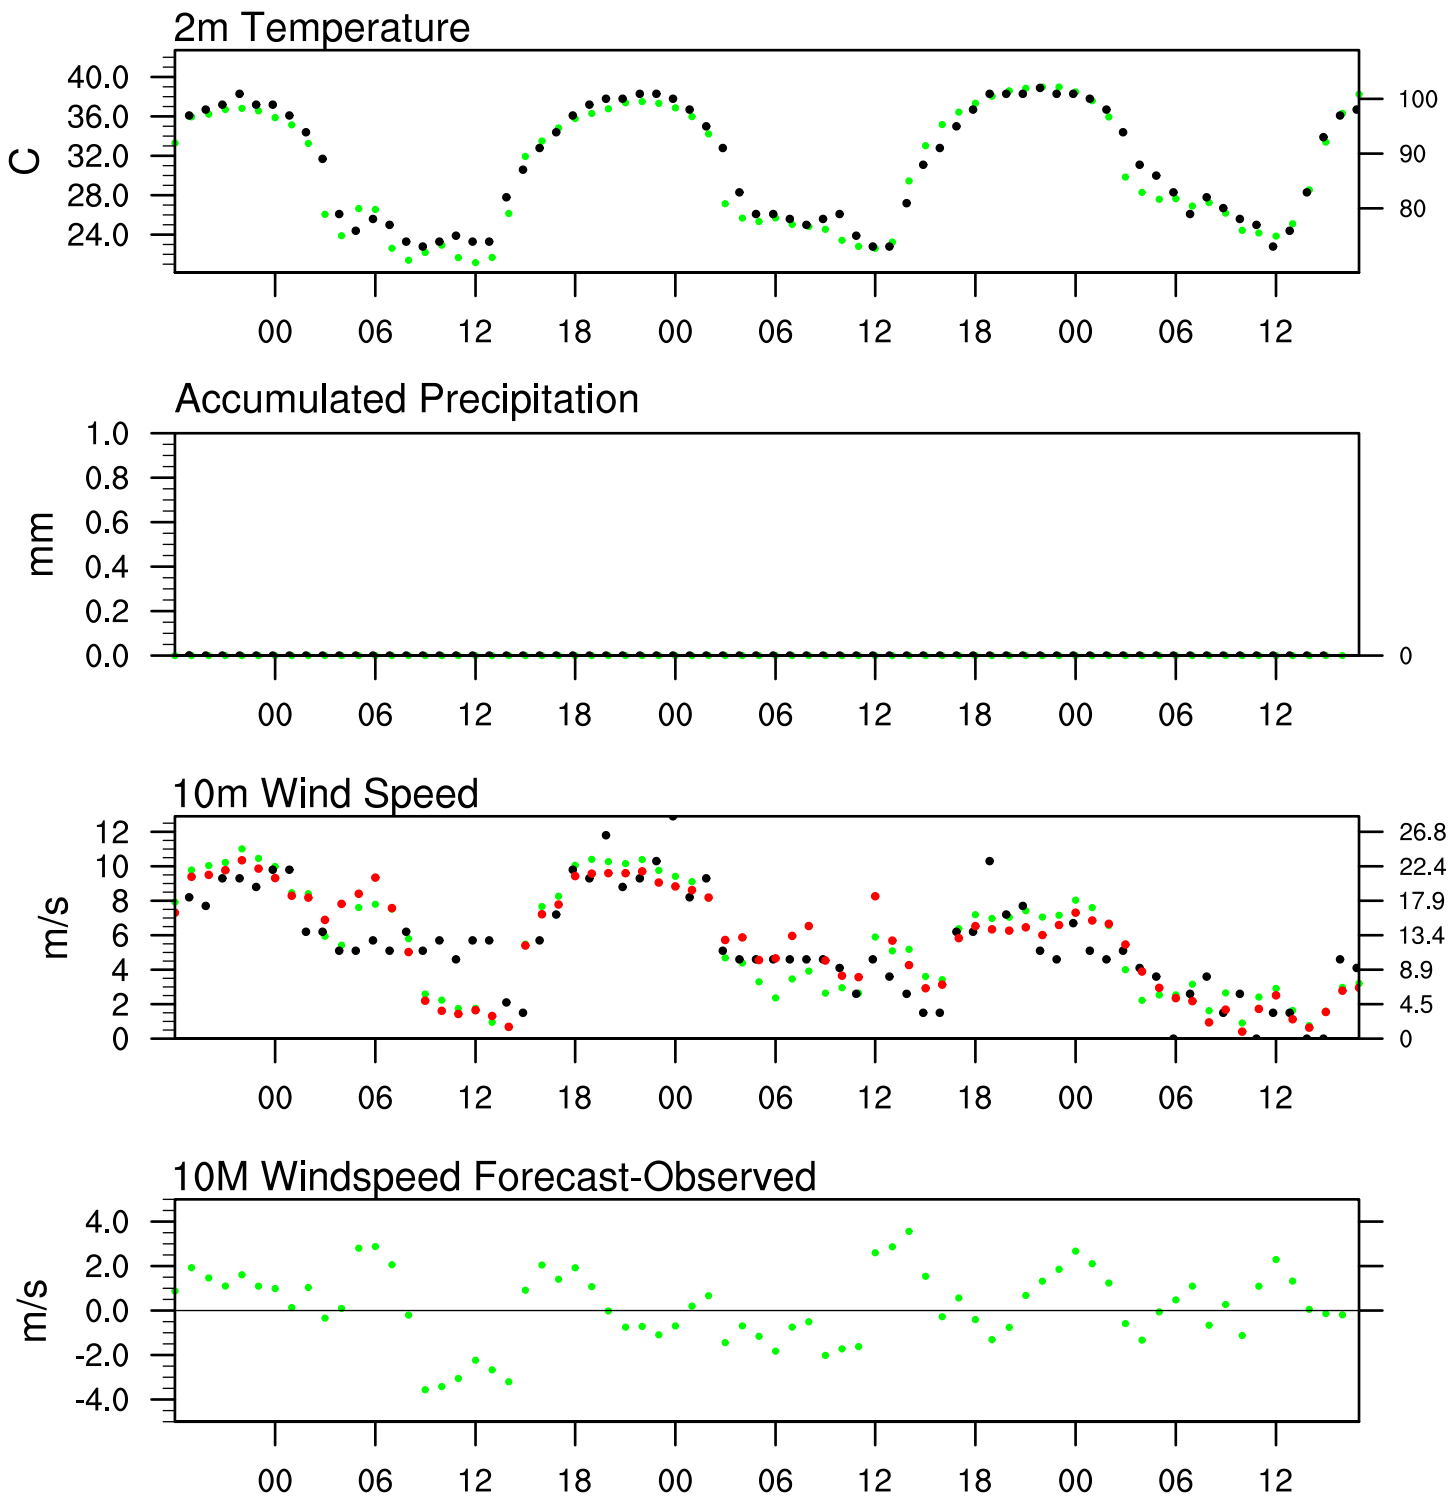 2m Temperature
C
40.0
36.0
32.0
28.0
24.0
100
90
80
00 06 12 18 00 06 12 18 00 06 12
Accumulated Precipitation
mm
1.0
0.8
0.6
0.4
0.2
0.0
0
00 06 12 18 00 06 12 18 00 06 12
10m Wind Speed
m/s
12
10
8
6
4
2
0
26.8
22.4
17.9
13.4
8.9
4.5
0
00 06 12 18 00 06 12 18 00 06 12
10M Windspeed Forecast-Observed
m/s
4.0
2.0
0.0
-2.0
-4.0
00 06 12 18 00 06 12 18 00 06 12